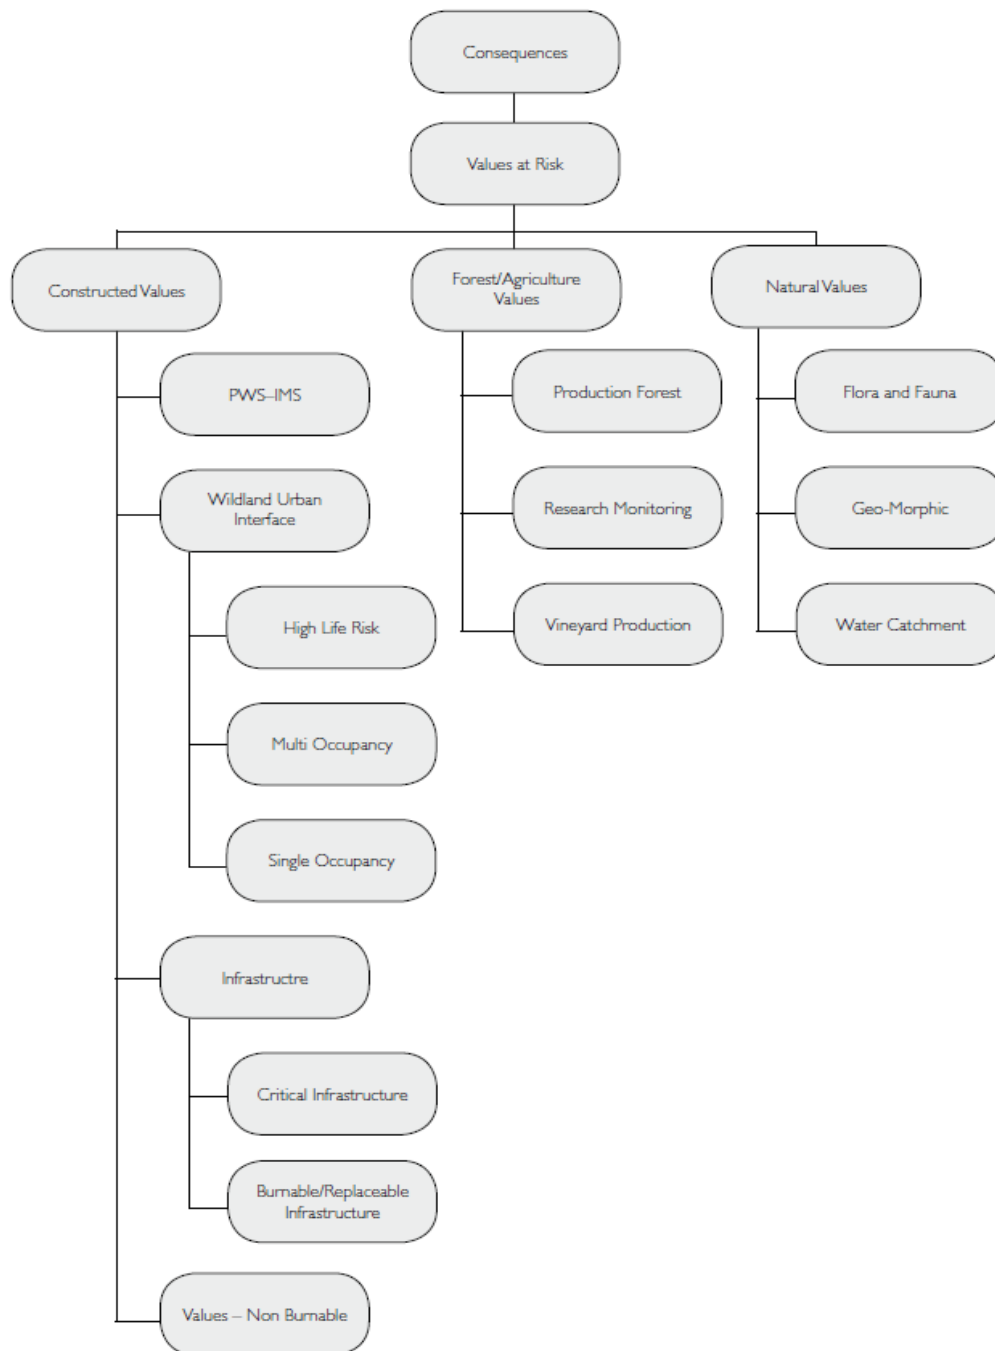 Consequences
Values at Risk
Constructed Values
Forest/Agriculture
Values
Natural Values
PWS–IMS
Production Forest
Flora and Fauna
Wildland Urban
Interface
Research Monitoring
Geo-Morphic
High Life Risk
Vineyard Production
Water Catchment
Multi Occupancy
Single Occupancy
Infrastructre
Critical Infrastructure
Burnable/Replaceable
Infrastructure
Values – Non Burnable